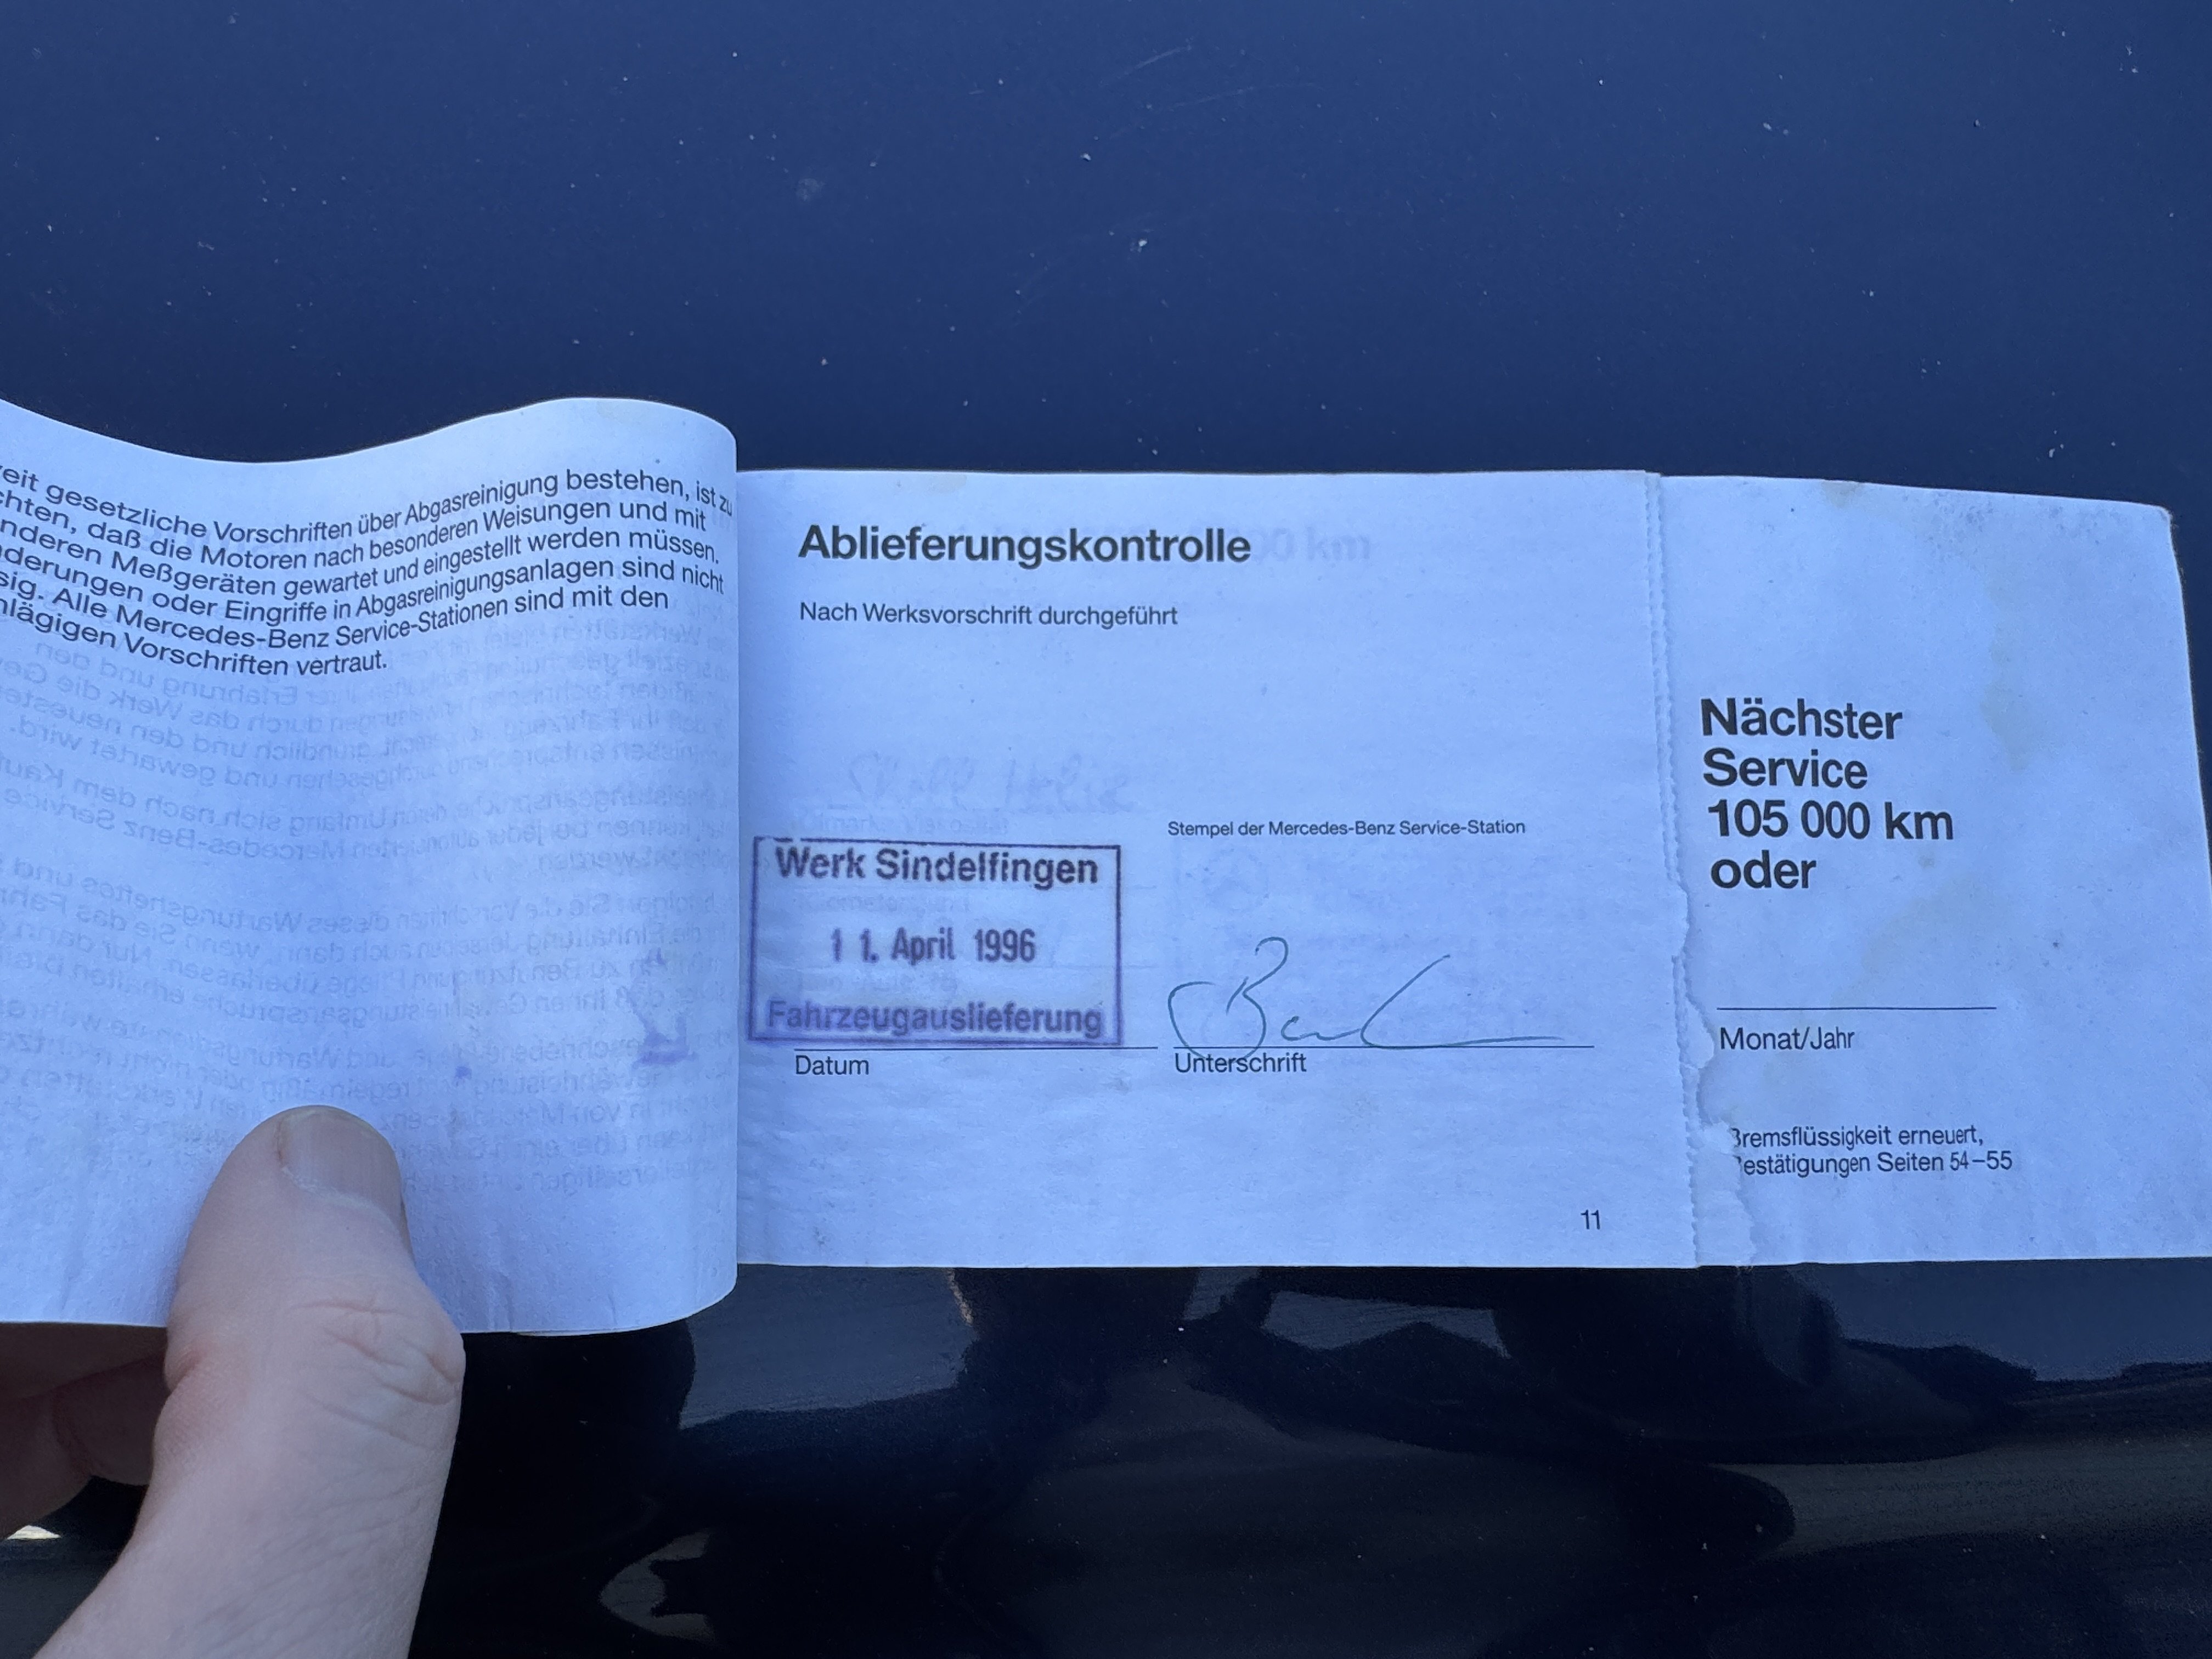 eit gesetzliche Vorschriften über Abgasreinigung bestehen, ist zu
chten, daß die Motoren nach besonderen Weisungen und mit
nderen Meßgeräten gewartet und eingestellt werden müssen.
derungen oder Eingriffe in Abgasreinigungsanlagen sind nicht
sig. Alle Mercedes-Benz Service-Stationen sind mit den
lägigen Vorschriften vertraut.
Ablieferungskontrolle
Nach Werksvorschrift durchgeführt
Stempel der Mercedes-Benz Service-Station
Werk Sindelfingen
11. April 1996
Fahrzeugauslieferung
Datum
Unterschrift
11
Nächster
Service
105 000 km
oder
Monat/Jahr
Bremsflüssigkeit erneuert,
estätigungen Seiten 54–55